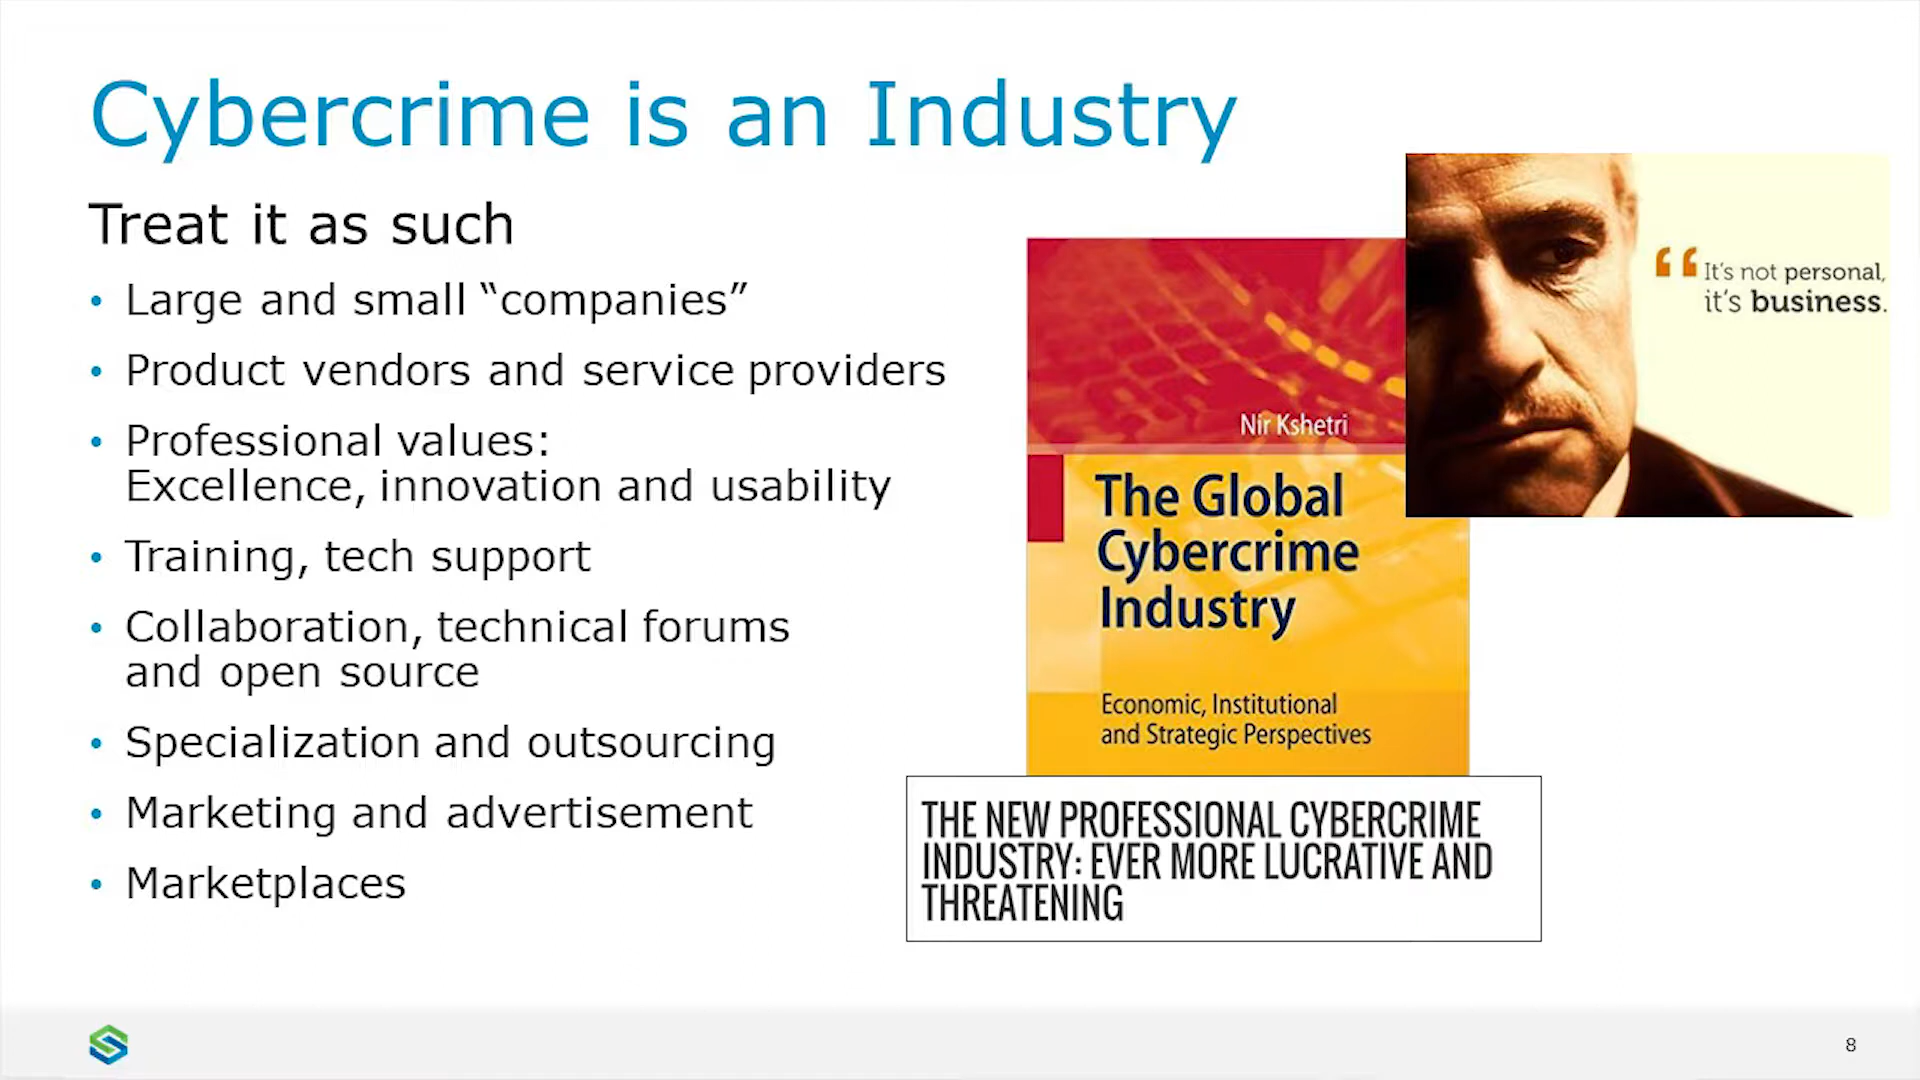 Cybercrime is an Industry
Treat it as such
• Large and small “companies”
• Product vendors and service providers
• Professional values:
Excellence, innovation and usability
• Training, tech support
• Collaboration, technical forums
and open source
• Specialization and outsourcing
• Marketing and advertisement
• Marketplaces
“ It’s not personal,
it’s business.
Nir Kshetri
The Global
Cybercrime
Industry
Economic, Institutional
and Strategic Perspectives
THE NEW PROFESSIONAL CYBERCRIME
INDUSTRY: EVER MORE LUCRATIVE AND
THREATENING
8